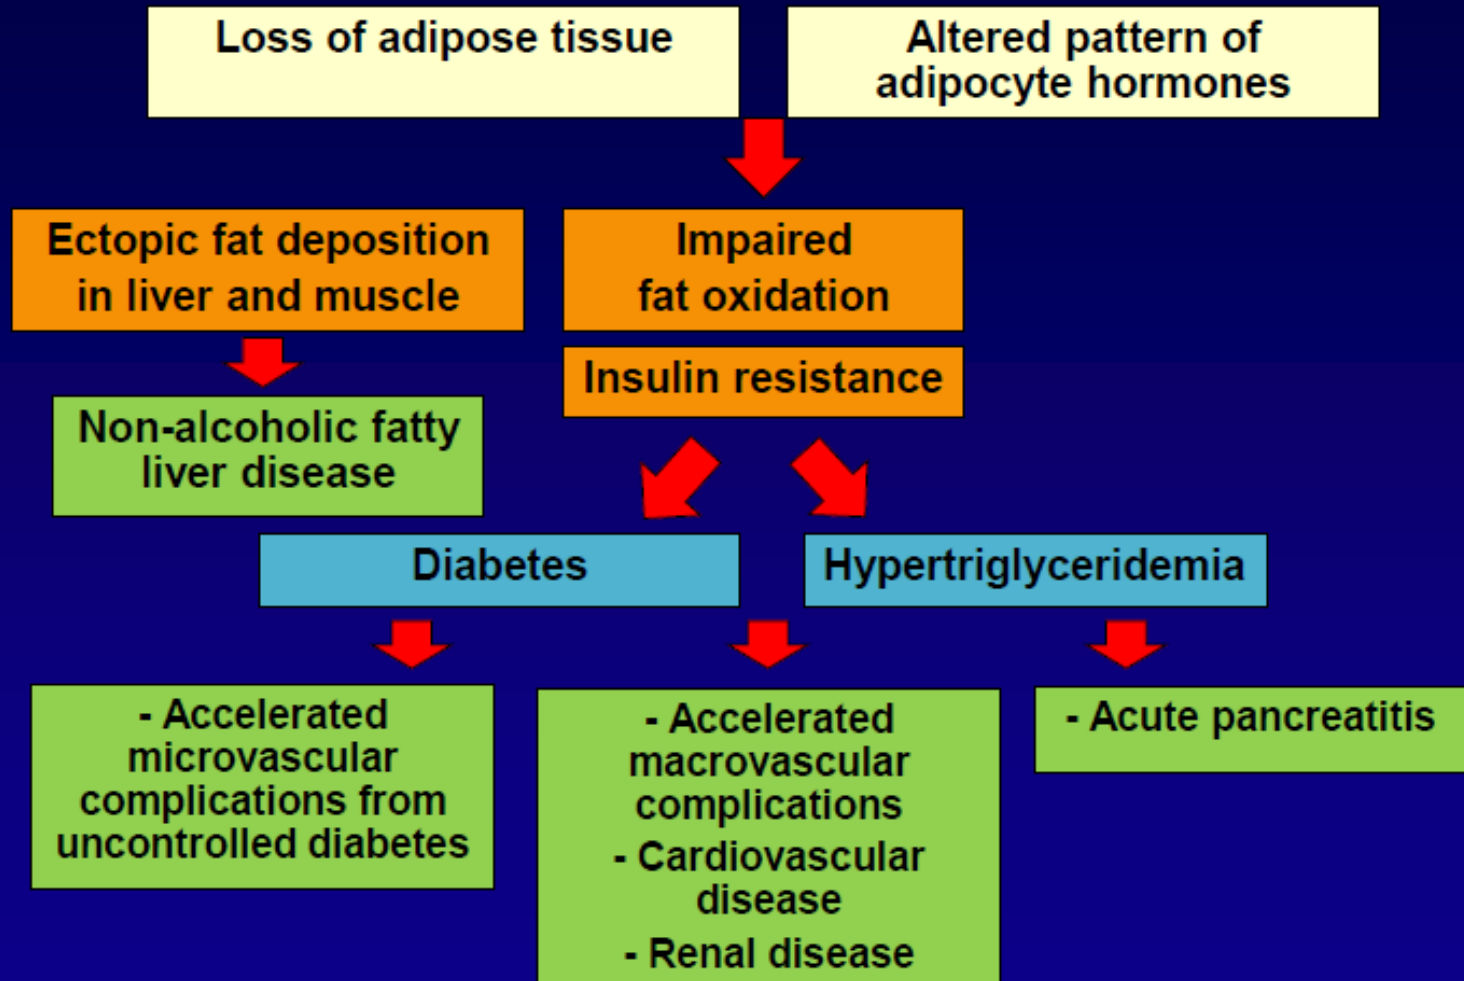 Loss of adipose tissue
Altered pattern of
adipocyte hormones
Ectopic fat deposition
in liver and muscle
Impaired
fat oxidation
Insulin resistance
Non-alcoholic fatty
liver disease
Diabetes
Hypertriglyceridemia
- Accelerated
microvascular
complications from
uncontrolled diabetes
- Accelerated
macrovascular
complications
- Cardiovascular
disease
- Renal disease
- Acute pancreatitis